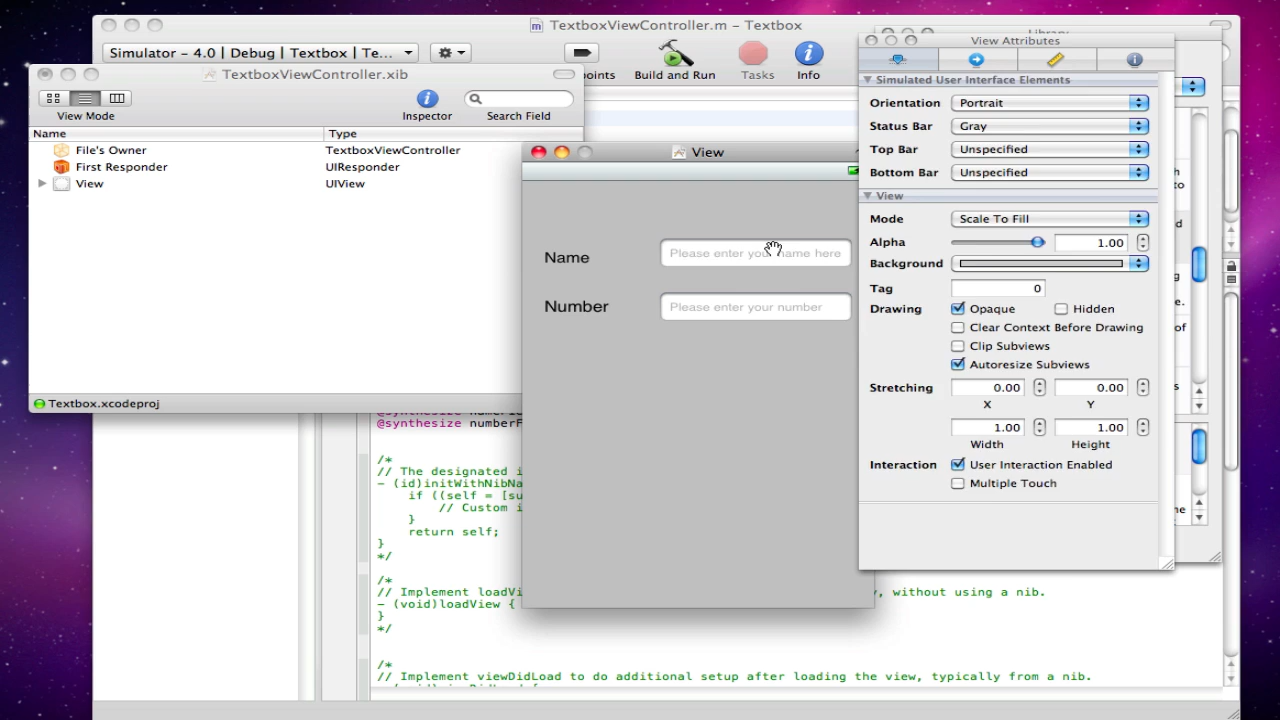 TextboxViewController.m – Textbox
Simulator – 4.0 | Debug | Textbox | Te...
oints
Build and Run
Tasks
Info
TextboxViewController.xib
View Mode
Inspector
Search Field
Name
Type
File's Owner
TextboxViewController
First Responder
UIResponder
View
UIView
Textbox.xcodeproj
View
Name
Please enter your name here
Number
Please enter your number
Library
View Attributes
Simulated User Interface Elements
Orientation
Portrait
Status Bar
Gray
Top Bar
Unspecified
Bottom Bar
Unspecified
View
Mode
Scale To Fill
Alpha
1.00
Background
Tag
0
Drawing
Opaque
Hidden
Clear Context Before Drawing
Clip Subviews
Autoresize Subviews
Stretching
0.00
0.00
X
Y
1.00
1.00
Width
Height
Interaction
User Interaction Enabled
Multiple Touch
@synthesize
@synthesize numberF
/*
// The designated i
- (id)initWithNibNa
if ((self = [su
// Custom i
}
return self;
}
*/
/*
// Implement loadVi
y, without using a nib.
- (void)loadView {
}
*/
/*
// Implement viewDidLoad to do additional setup after loading the view, typically from a nib.